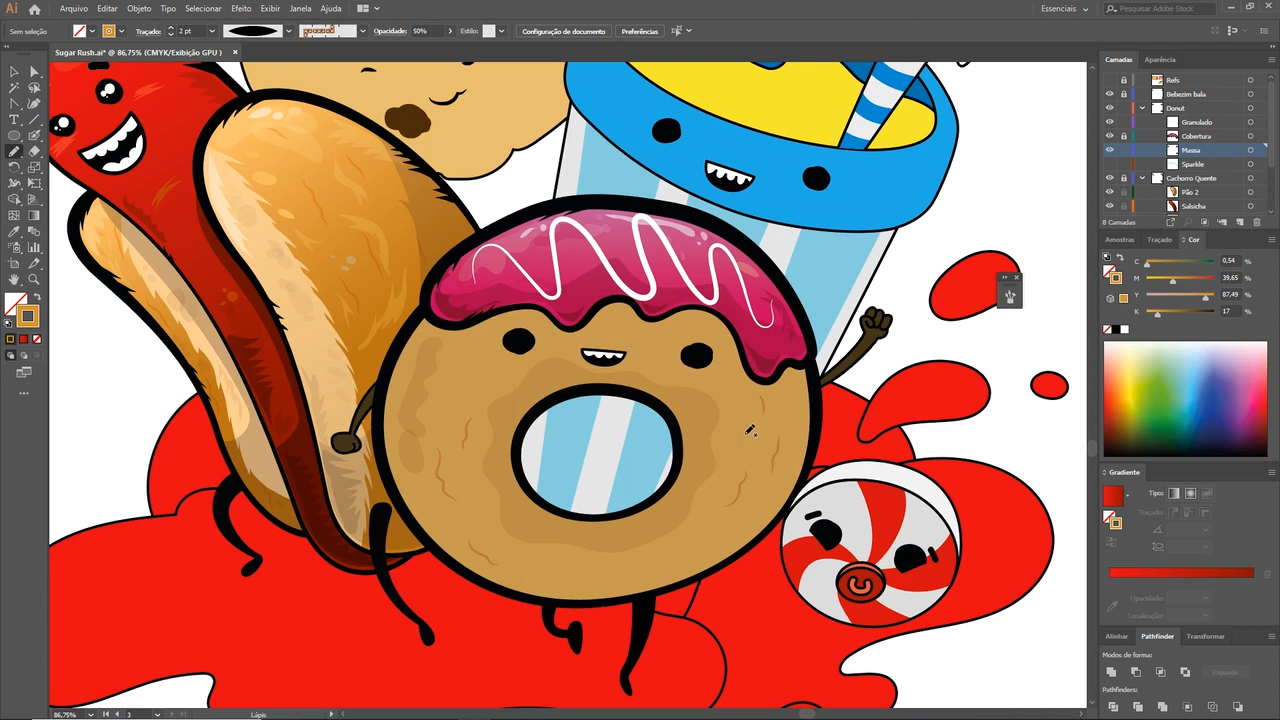 Ai Arquivo Editar Objeto Tipo Selecionar Efeito Exibir Janela Ajuda Essenciais Pesquisar Adobe Stock
Sem seleção Traçado: 2 pt Opacidade: 50% Estilo: Configuração de documento Preferências
Sugar Rush.ai* @ 86,75% (CMYK/Exibição GPU ) ×
Camadas Aparência
Refs
Bebezim bala
Donut
Granulado
Cobertura
Massa
Sparkle
Cachorro Quente
Pão 2
Salsicha
8 Camadas
Amostras Traçado Cor
C 0,54 %
M 39,65 %
Y 87,49 %
K 17 %
Gradiente
Tipo:
Traçado:
Opacidade:
Localização:
Alinhar Pathfinder Transformar
Modos de forma:
Expandir
Pathfinders:
86,75% 3 Lápis